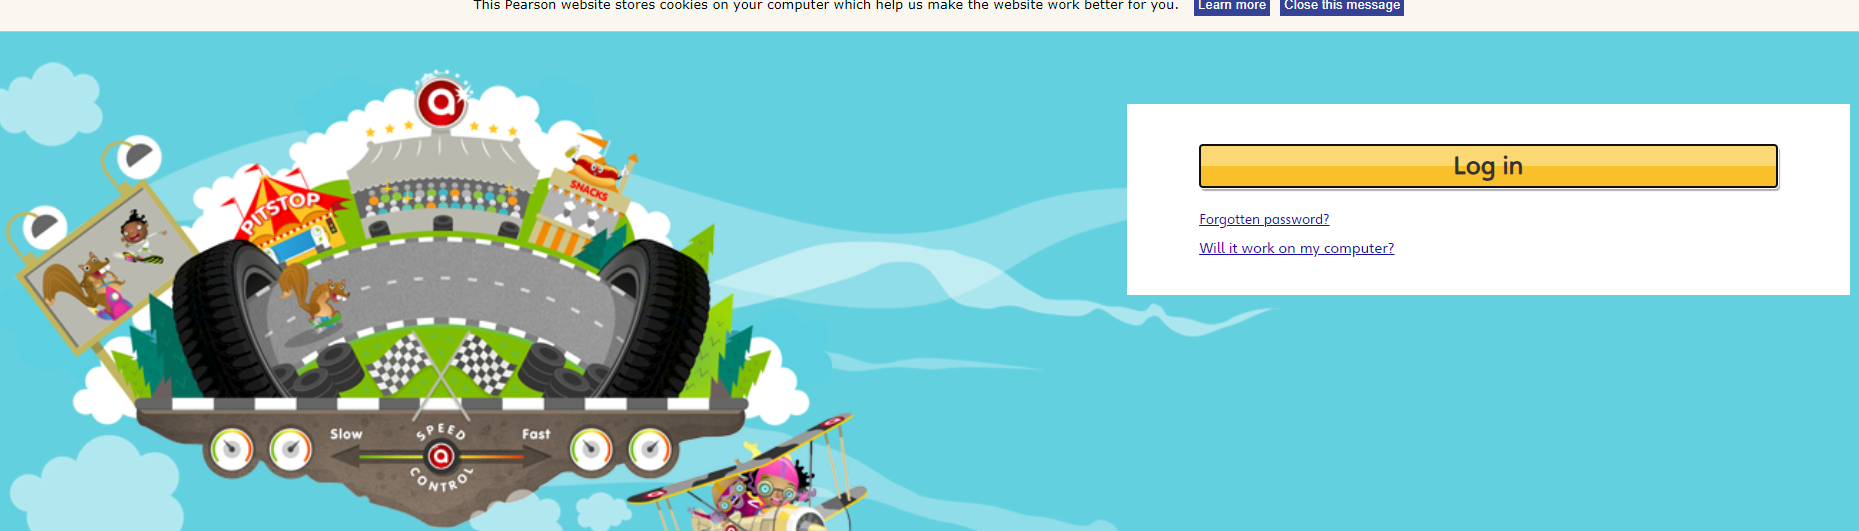 This Pearson website stores cookies on your computer which help us make the website work better for you. Learn more Close this message
a
PITSTOP
SNACKS
Log in
Forgotten password?
Will it work on my computer?
Slow SPEED Fast
a
CONTROL